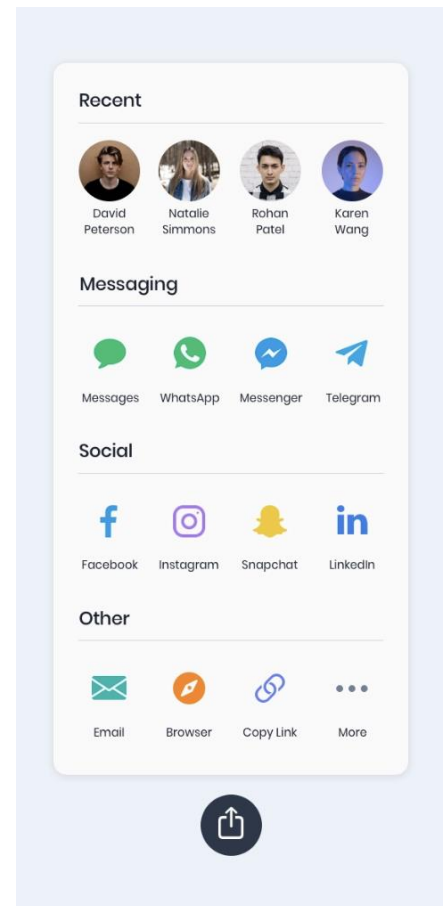 Recent
David Natalie Rohan Karen
Peterson Simmons Patel Wang
Messaging
Messages WhatsApp Messenger Telegram
Social
in
Facebook Instagram Snapchat LinkedIn
Other
Email Browser Copy Link More